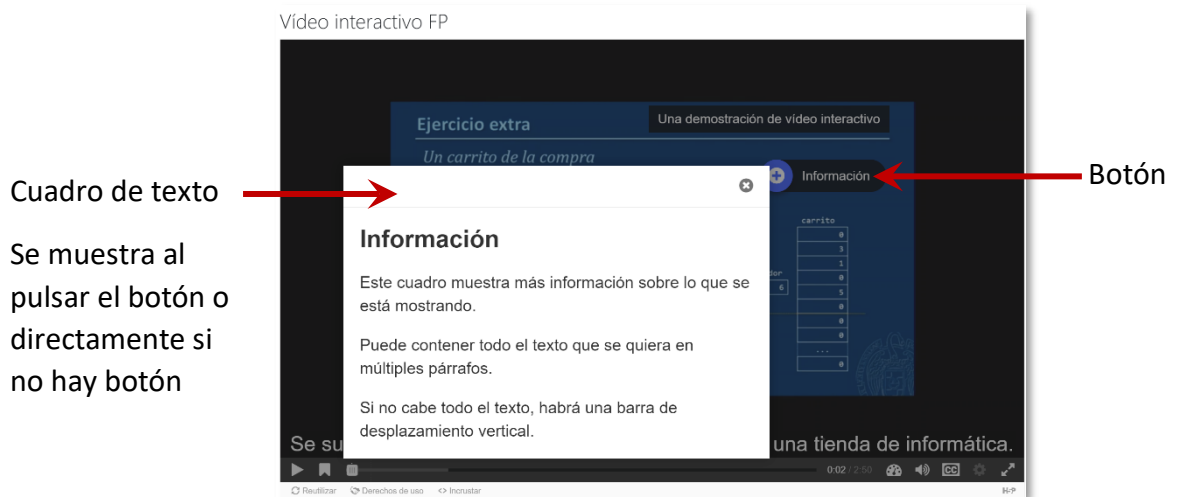 Vídeo interactivo FP
Ejercicio extra
Una demostración de vídeo interactivo
Un carrito de la compra
Información
Botón
Cuadro de texto
Se muestra al
pulsar el botón o
directamente si
no hay botón
Información
Este cuadro muestra más información sobre lo que se
está mostrando.
Puede contener todo el texto que se quiera en
múltiples párrafos.
Si no cabe todo el texto, habrá una barra de
desplazamiento vertical.
carrito
0
3
1
0
5
0
0
0
...
0
dor
6
Se su
una tienda de informática.
0:02 / 2:50
CC
Reutilizar
Derechos de uso
<> Incrustar
H-P